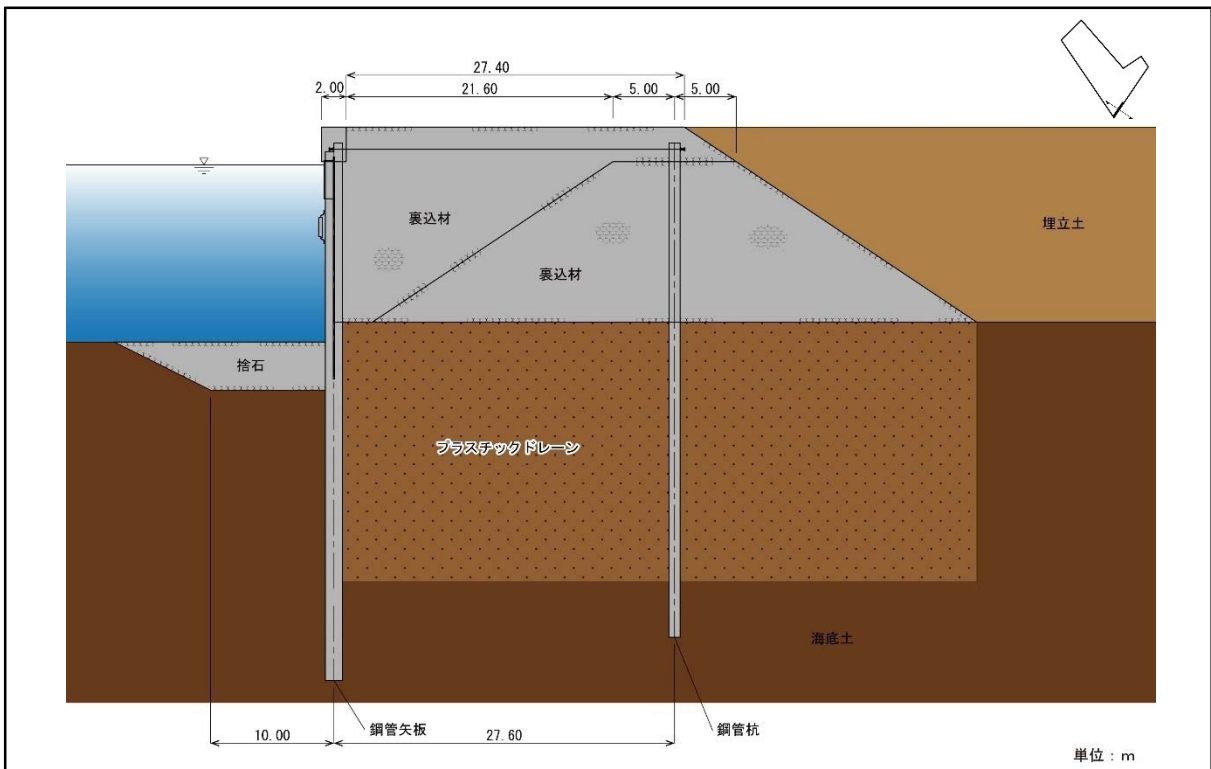 27.40
2.00
21.60
5.00
5.00
裏込材
埋立土
裏込材
捨石
プラスチックドレーン
海底土
鋼管矢板
鋼管杭
10.00
27.60
単位：m